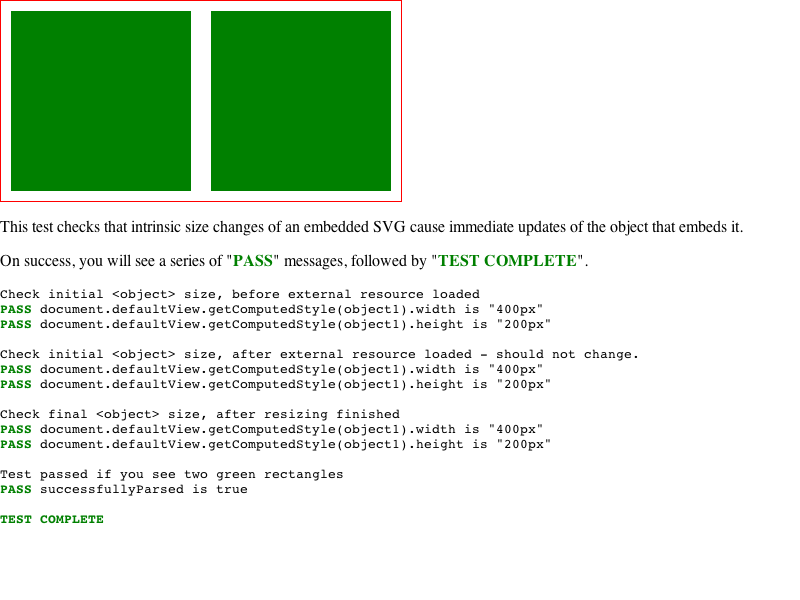 This test checks that intrinsic size changes of an embedded SVG cause immediate updates of the object that embeds it.
On success, you will see a series of "PASS" messages, followed by "TEST COMPLETE".
Check initial <object> size, before external resource loaded
PASS document.defaultView.getComputedStyle(object1).width is "400px"
PASS document.defaultView.getComputedStyle(object1).height is "200px"
Check initial <object> size, after external resource loaded - should not change.
PASS document.defaultView.getComputedStyle(object1).width is "400px"
PASS document.defaultView.getComputedStyle(object1).height is "200px"
Check final <object> size, after resizing finished
PASS document.defaultView.getComputedStyle(object1).width is "400px"
PASS document.defaultView.getComputedStyle(object1).height is "200px"
Test passed if you see two green rectangles
PASS successfullyParsed is true
TEST COMPLETE